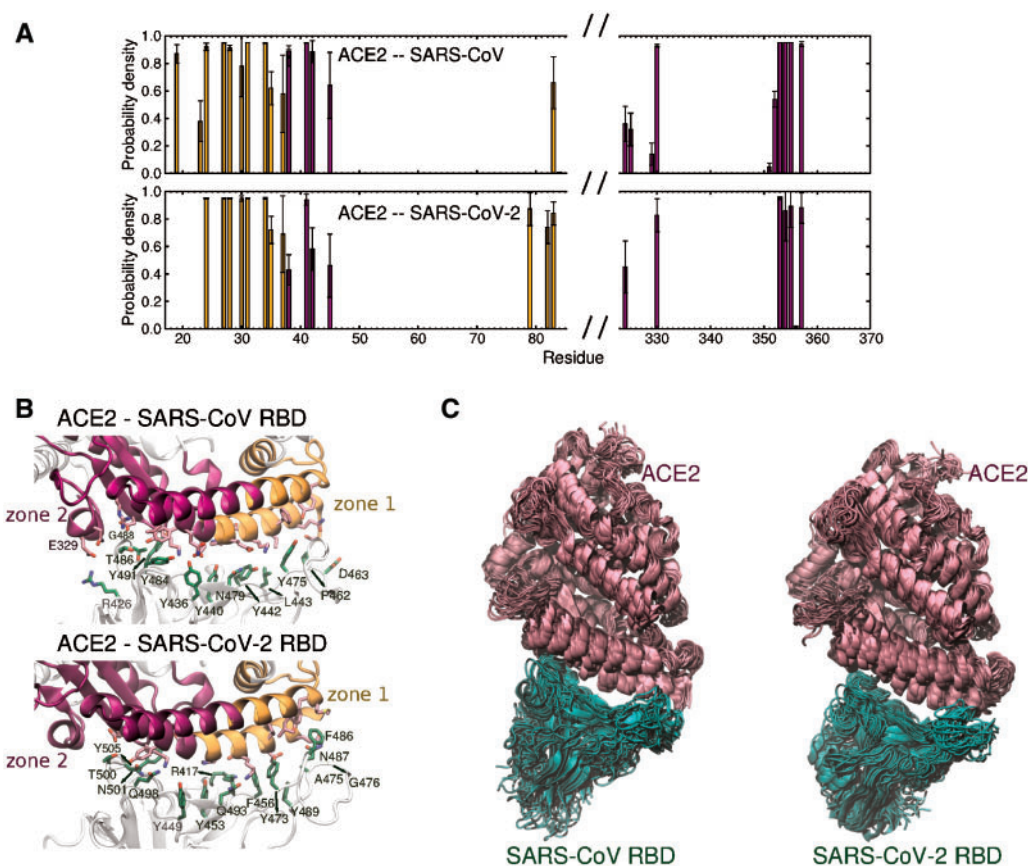 A
//
ACE2 -- SARS-CoV
Probability density
1.0
0.8
0.6
0.4
0.2
0.0
//
ACE2 -- SARS-CoV-2
Probability density
1.0
0.8
0.6
0.4
0.2
0.0
//
20 30 40 50 60 70 80 330 340 350 360 370
Residue
B
ACE2 - SARS-CoV RBD
zone 2
zone 1
E329
G488
T486
Y491
Y484
R426
Y436
Y440
N479
Y442
L443
Y475
P462
D463
ACE2 - SARS-CoV-2 RBD
zone 1
zone 2
Y505
T500
N501
Q498
R417
Y449
Y453
Q493
F456
Y473
Y489
A475
G476
N487
F486
C
ACE2
ACE2
SARS-CoV RBD
SARS-CoV-2 RBD